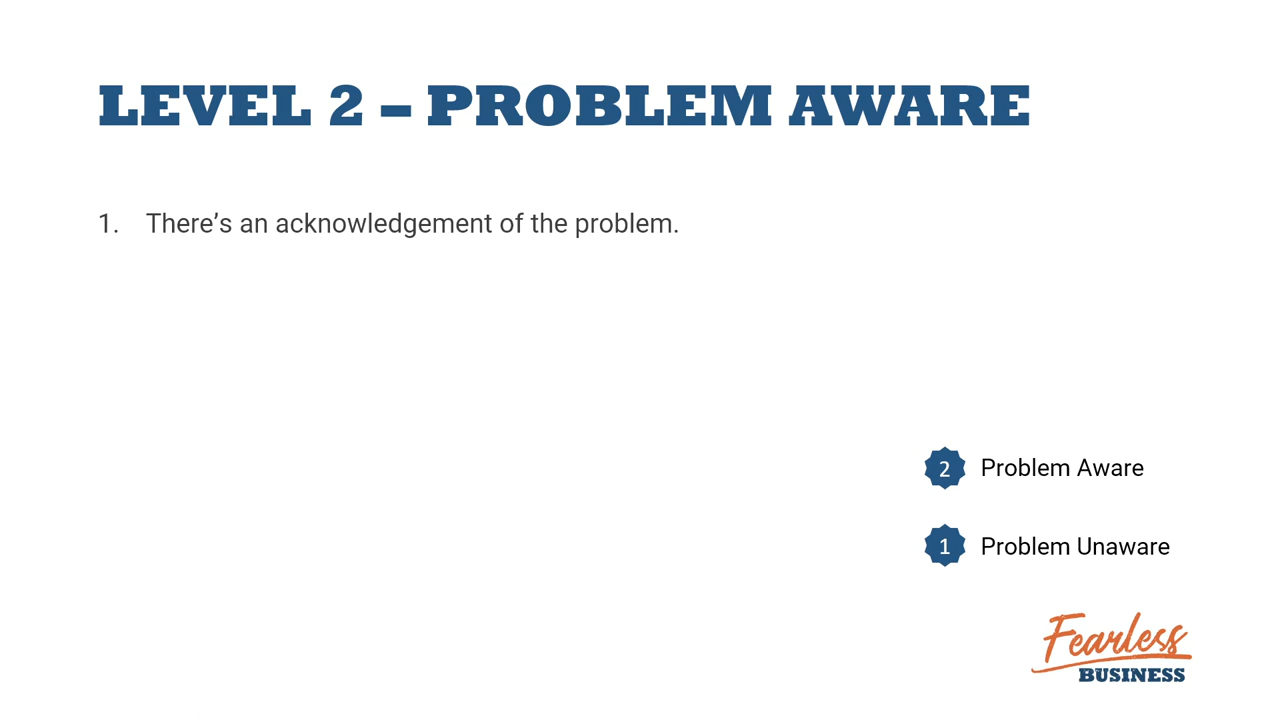 LEVEL 2 – PROBLEM AWARE
1. There’s an acknowledgement of the problem.
2 Problem Aware
1 Problem Unaware
Fearless
BUSINESS